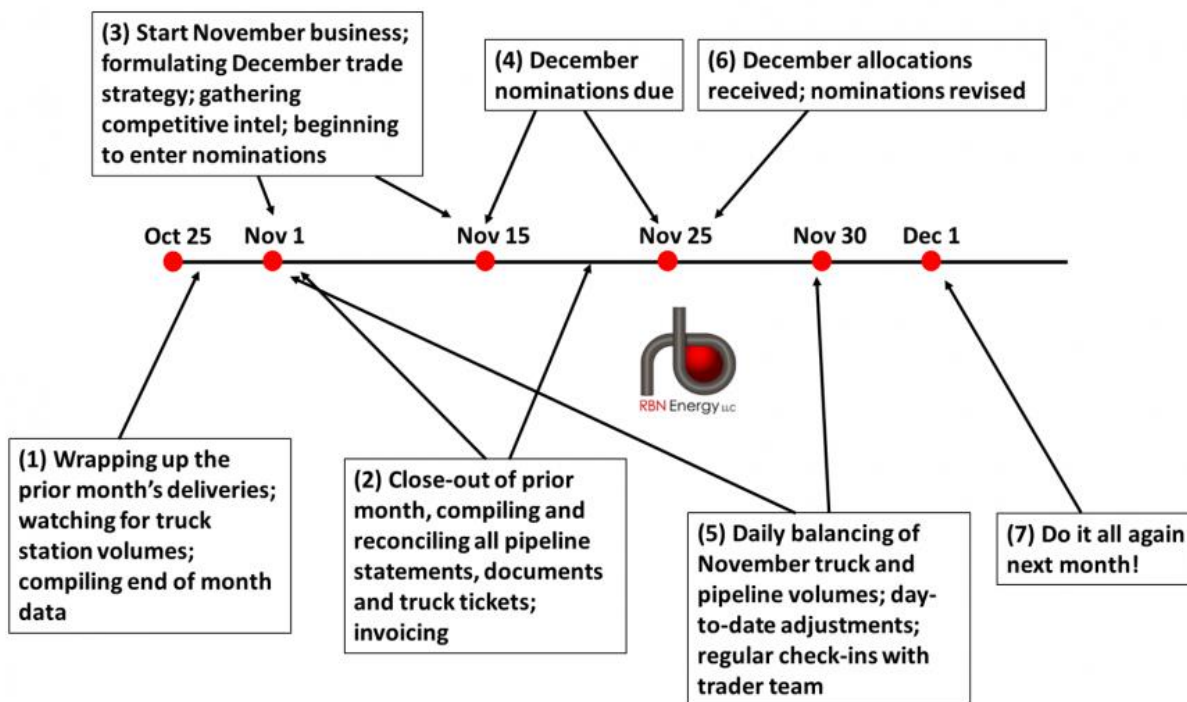 (3) Start November business;
formulating December trade
strategy; gathering
competitive intel; beginning
to enter nominations
(4) December
nominations due
(6) December allocations
received; nominations revised
Oct 25
Nov 1
Nov 15
Nov 25
Nov 30
Dec 1
RBN Energy LLC
(1) Wrapping up the
prior month’s deliveries;
watching for truck
station volumes;
compiling end of month
data
(2) Close-out of prior
month, compiling and
reconciling all pipeline
statements, documents
and truck tickets;
invoicing
(5) Daily balancing of
November truck and
pipeline volumes; day-
to-date adjustments;
regular check-ins with
trader team
(7) Do it all again
next month!